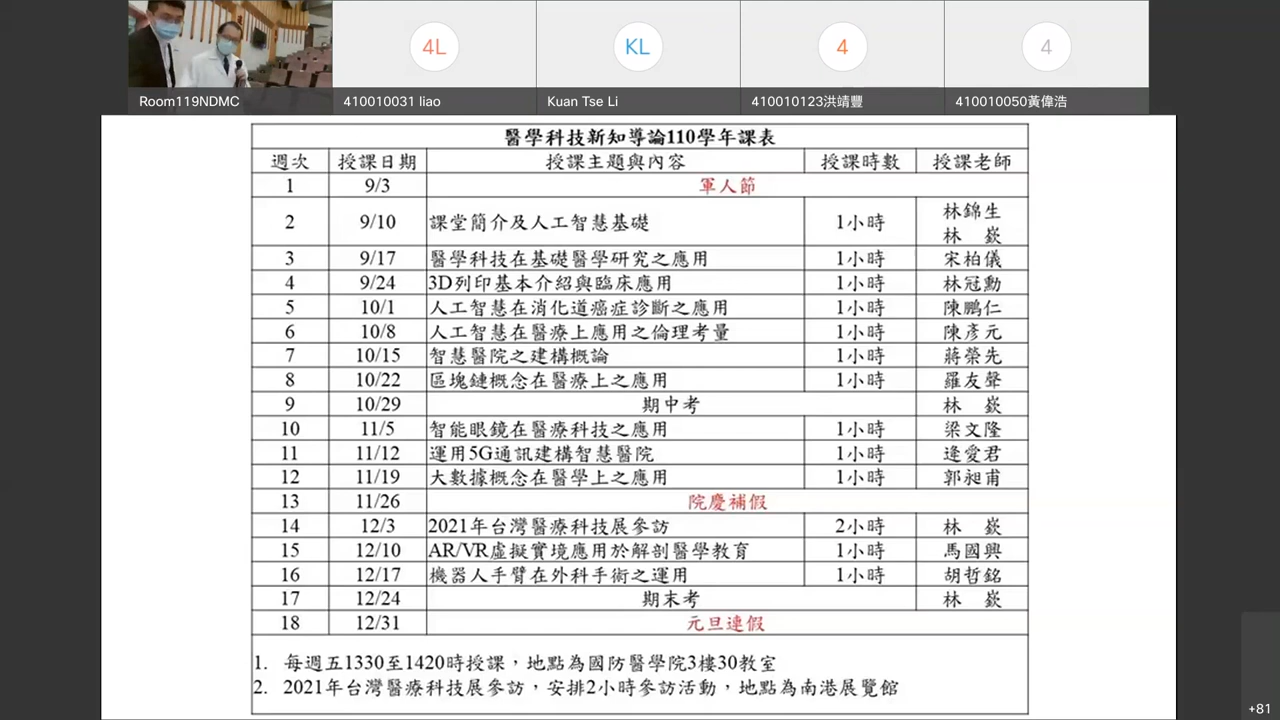 4L
KL
4
4
Room119NDMC
410010031 liao
Kuan Tse Li
410010123洪靖豐
410010050黃偉浩
醫學科技新知導論110學年課表
週次 授課日期 授課主題與內容 授課時數 授課老師
1 9/3 軍人節
2 9/10 課堂簡介及人工智慧基礎 1小時 林錦生 林 嶔
3 9/17 醫學科技在基礎醫學研究之應用 1小時 宋柏儀
4 9/24 3D列印基本介紹與臨床應用 1小時 林冠勳
5 10/1 人工智慧在消化道癌症診斷之應用 1小時 陳鵬仁
6 10/8 人工智慧在醫療上應用之倫理考量 1小時 陳彥元
7 10/15 智慧醫院之建構概論 1小時 蔣榮先
8 10/22 區塊鏈概念在醫療上之應用 1小時 羅友聲
9 10/29 期中考 林 嶔
10 11/5 智能眼鏡在醫療科技之應用 1小時 梁文隆
11 11/12 運用5G通訊建構智慧醫院 1小時 逄愛君
12 11/19 大數據概念在醫學上之應用 1小時 郭昶甫
13 11/26 院慶補假
14 12/3 2021年台灣醫療科技展參訪 2小時 林 嶔
15 12/10 AR/VR虛擬實境應用於解剖醫學教育 1小時 馬國興
16 12/17 機器人手臂在外科手術之運用 1小時 胡哲銘
17 12/24 期末考 林 嶔
18 12/31 元旦連假
1. 每週五1330至1420時授課，地點為國防醫學院3樓30教室
2. 2021年台灣醫療科技展參訪，安排2小時參訪活動，地點為南港展覽館
+81